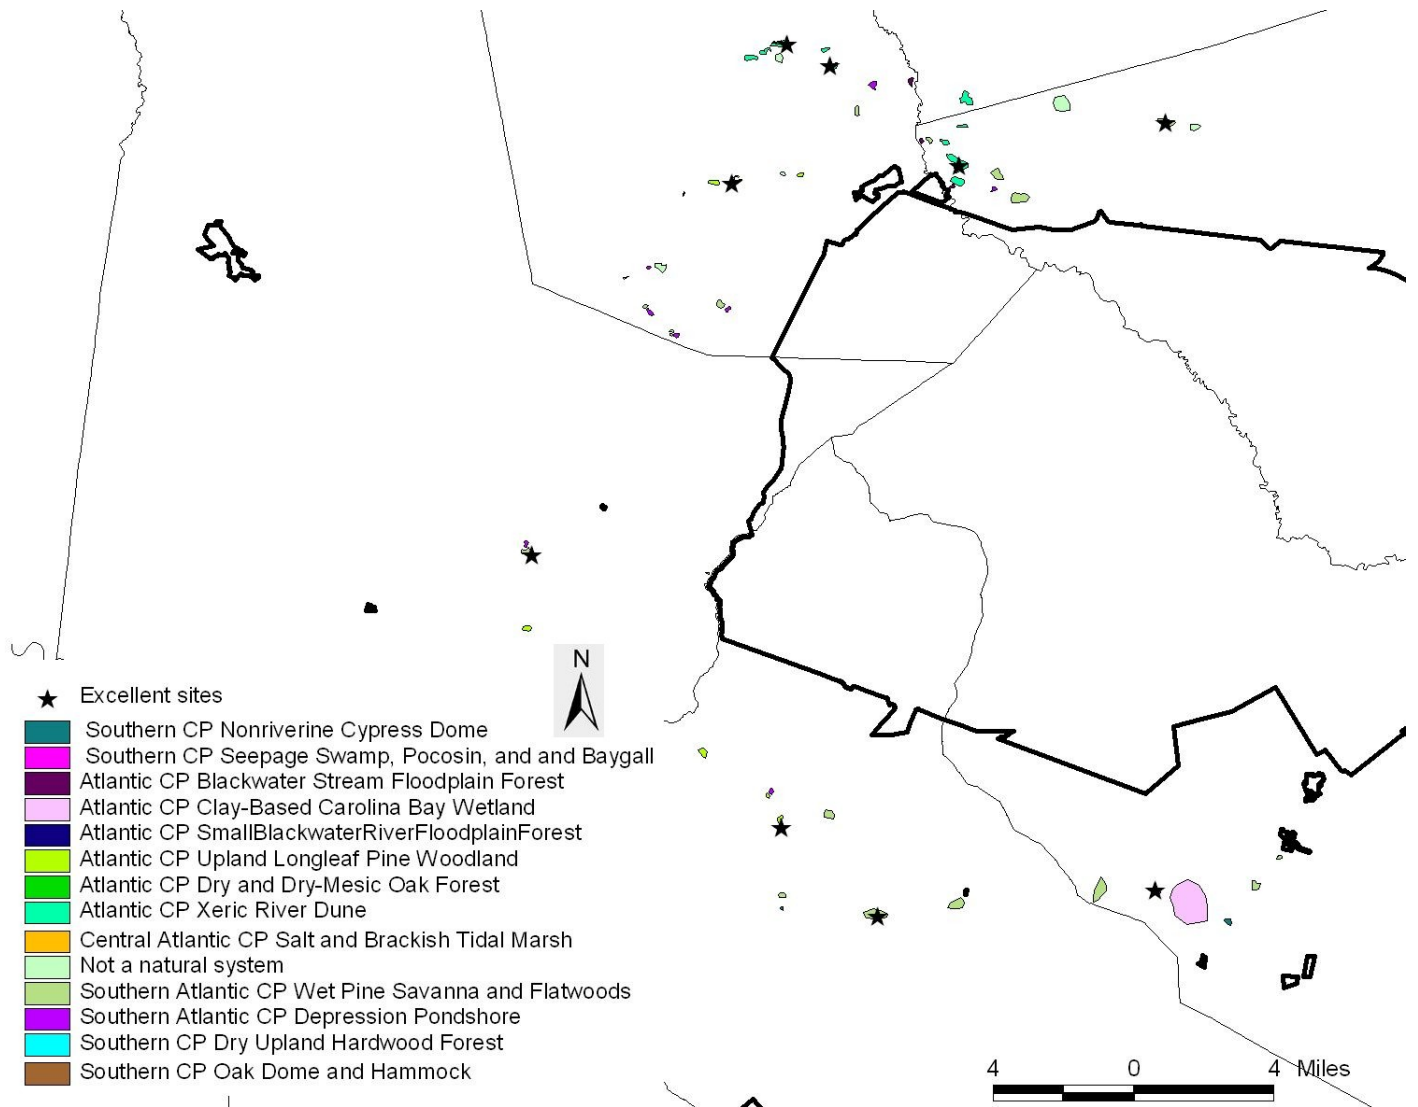 N
Excellent sites
Southern CP Nonriverine Cypress Dome
Southern CP Seepage Swamp, Pocosin, and and Baygall
Atlantic CP Blackwater Stream Floodplain Forest
Atlantic CP Clay-Based Carolina Bay Wetland
Atlantic CP SmallBlackwaterRiverFloodplainForest
Atlantic CP Upland Longleaf Pine Woodland
Atlantic CP Dry and Dry-Mesic Oak Forest
Atlantic CP Xeric River Dune
Central Atlantic CP Salt and Brackish Tidal Marsh
Not a natural system
Southern Atlantic CP Wet Pine Savanna and Flatwoods
Southern Atlantic CP Depression Pondshore
Southern CP Dry Upland Hardwood Forest
Southern CP Oak Dome and Hammock
4 0 4 Miles